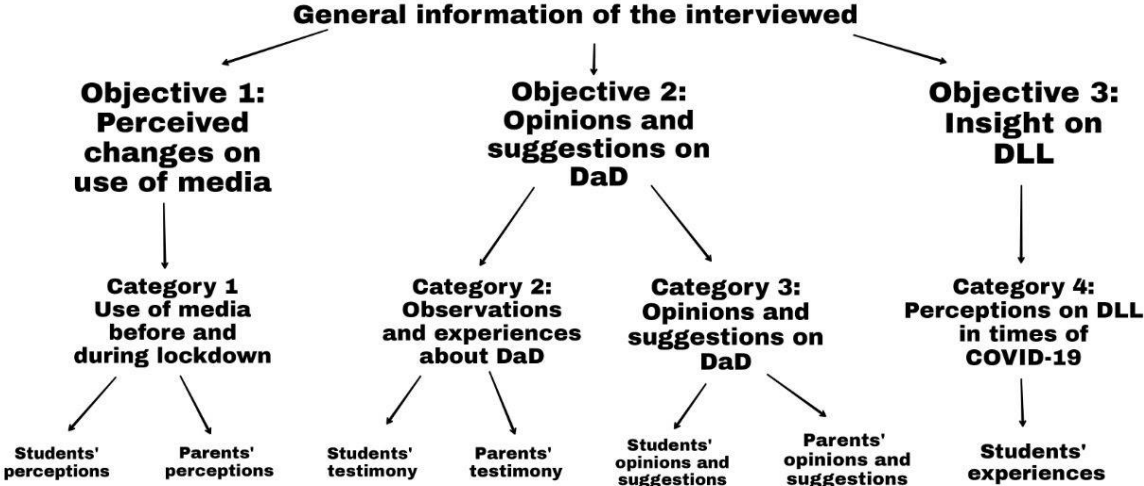 General information of the interviewed
Objective 1:
Perceived
changes on
use of media
Objective 2:
Opinions and
suggestions on
DaD
Objective 3:
Insight on
DLL
Category 1
Use of media
before and
during lockdown
Category 2:
Observations
and experiences
about DaD
Category 3:
Opinions and
suggestions on
DaD
Category 4:
Perceptions on DLL
in times of
COVID-19
Students'
perceptions
Parents'
perceptions
Students'
testimony
Parents'
testimony
Students'
opinions and
suggestions
Parents'
opinions and
suggestions
Students'
experiences